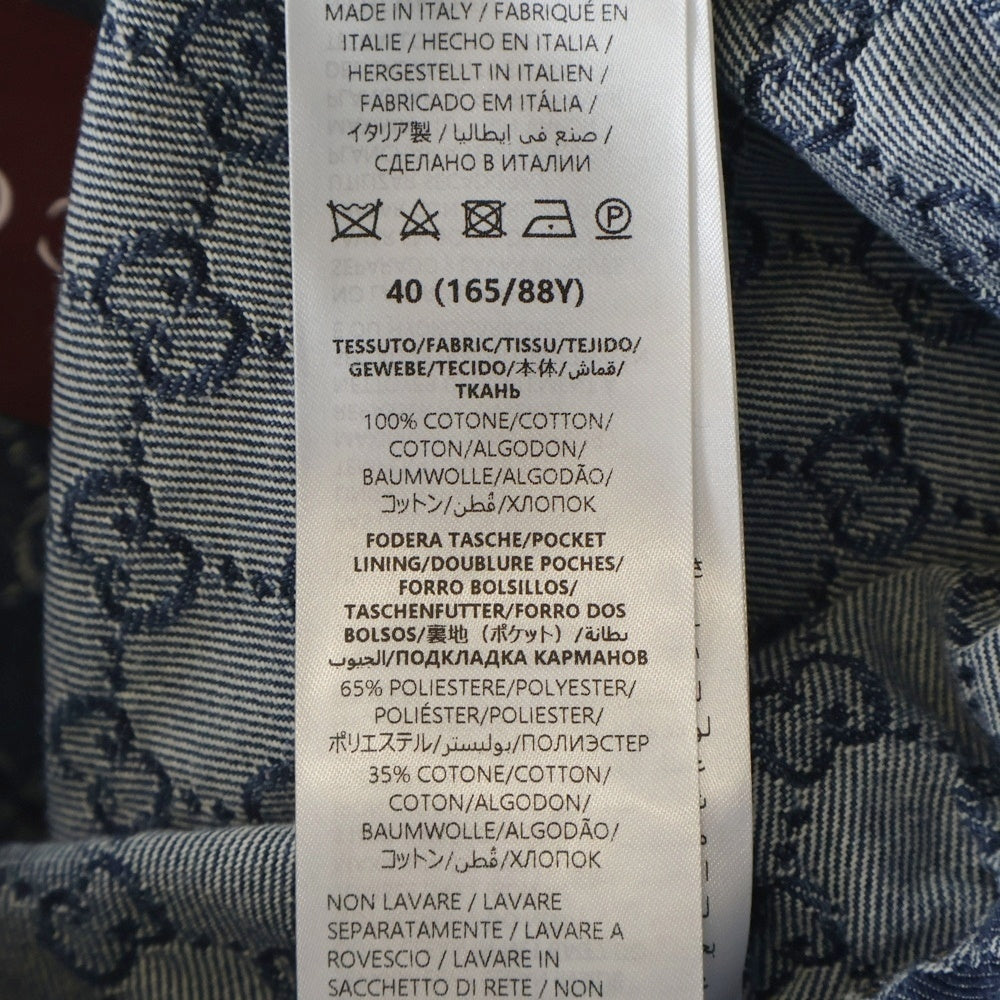 MADE IN ITALY / FABRIQUÉ EN
ITALIE / HECHO EN ITALIA /
HERGESTELLT IN ITALIEN /
FABRICADO EM ITÁLIA /
イタリア製 / صنع في إيطاليا /
СДЕЛАНО В ИТАЛИИ
P
40 (165/88Y)
TESSUTO/FABRIC/TISSU/TEJIDO/
GEWEBE/TECIDO/本体/قماش/
ТКАНЬ
100% COTONE/COTTON/
COTON/ALGODON/
BAUMWOLLE/ALGODÃO/
コットン/قُطن/ХЛОПОК
FODERA TASCHE/POCKET
LINING/DOUBLURE POCHES/
FORRO BOLSILLOS/
TASCHENFUTTER/FORRO DOS
BOLSOS/裏地（ポケット）/بطانة
الجيوب/ПОДКЛАДКА КАРМАНОВ
65% POLIESTERE/POLYESTER/
POLIÉSTER/POLIESTER/
ポリエステル/بوليستر/ПОЛИЭСТЕР
35% COTONE/COTTON/
COTON/ALGODON/
BAUMWOLLE/ALGODÃO/
コットン/قُطن/ХЛОПОК
NON LAVARE / LAVARE
SEPARATAMENTE / LAVARE A
ROVESCIO / LAVARE IN
SACCHETTO DI RETE / NON